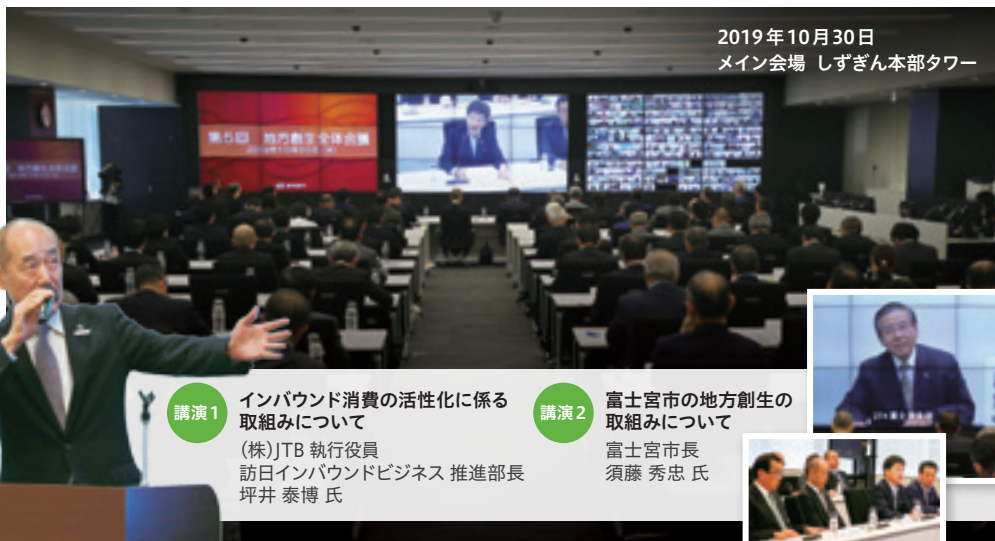 2019年10月30日
メイン会場 しずぎん本部タワー
第5回 地方創生全体会議
講演1
インバウンド消費の活性化に係る
取組みについて
(株)JTB 執行役員
訪日インバウンドビジネス 推進部長
坪井 泰博 氏
講演2
富士宮市の地方創生の
取組みについて
富士宮市長
須藤 秀忠 氏